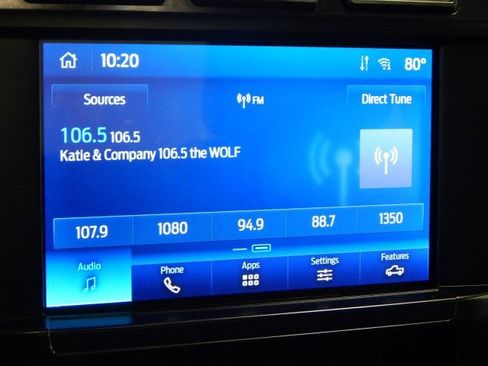 10:20 80°
Sources FM Direct Tune
106.5 106.5
Katie & Company 106.5 the WOLF
107.9 1080 94.9 88.7 1350
Audio Phone Apps Settings Features